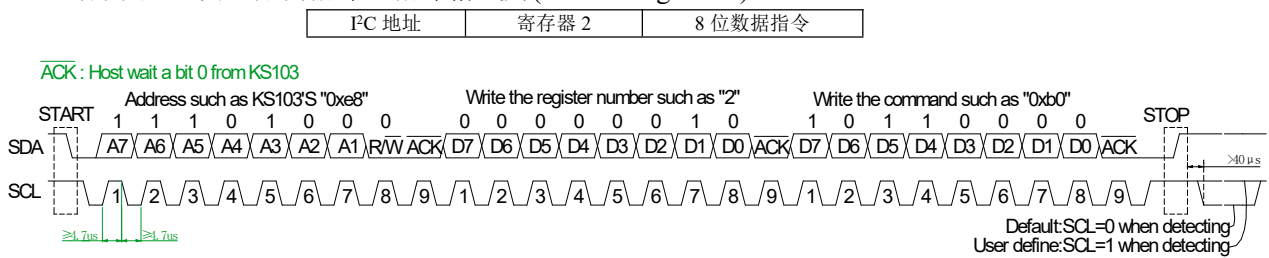 I²C 地址 寄存器 2 8 位数据指令
ACK : Host wait a bit 0 from KS103
Address such as KS103'S "0xe8" Write the register number such as "2" Write the command such as "0xb0"
START 1 1 1 0 1 0 0 0 0 0 0 0 0 0 1 0 1 0 1 1 0 0 0 0 STOP
SDA A7 A6 A5 A4 A3 A2 A1 R/W ACK D7 D6 D5 D4 D3 D2 D1 D0 ACK D7 D6 D5 D4 D3 D2 D1 D0 ACK
>40μs
SCL 1 2 3 4 5 6 7 8 9 1 2 3 4 5 6 7 8 9 1 2 3 4 5 6 7 8 9
≥4.7us ≥4.7us
Default:SCL=0 when detecting
User define:SCL=1 when detecting